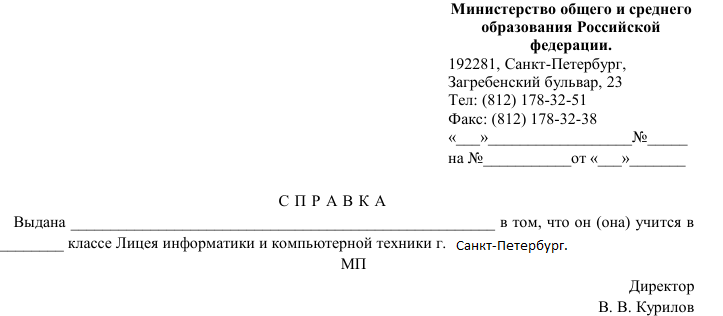 Министерство общего и среднего
образования Российской
федерации.
192281, Санкт-Петербург,
Загребенский бульвар, 23
Тел: (812) 178-32-51
Факс: (812) 178-32-38
«___»__________________№_____
на №___________от «___»_______
С П Р А В К А
Выдана _____________________________________________________ в том, что он (она) учится в
________ классе Лицея информатики и компьютерной техники г. Санкт-Петербург.
МП
Директор
В. В. Курилов